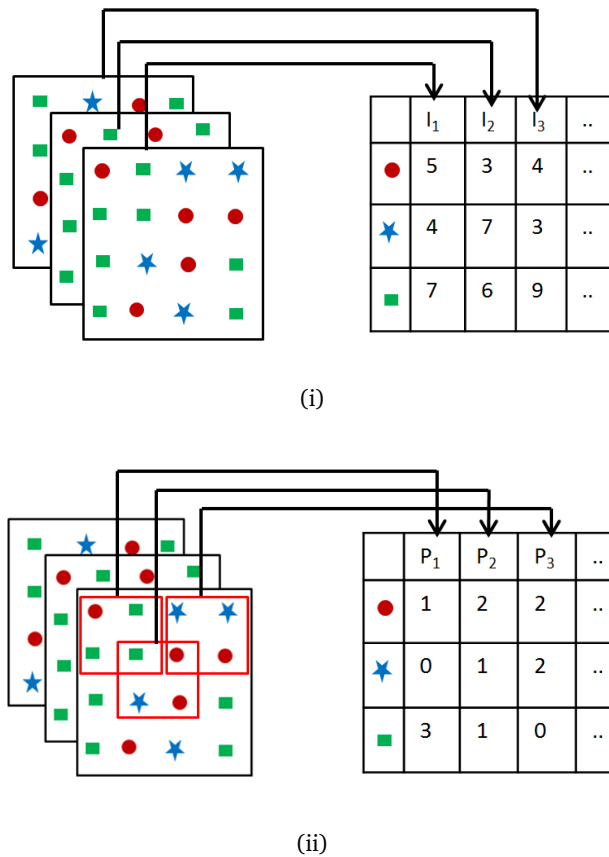 I₁ I₂ I₃ ..
5 3 4 ..
4 7 3 ..
7 6 9 ..
(i)
P₁ P₂ P₃ ..
1 2 2 ..
0 1 2 ..
3 1 0 ..
(ii)